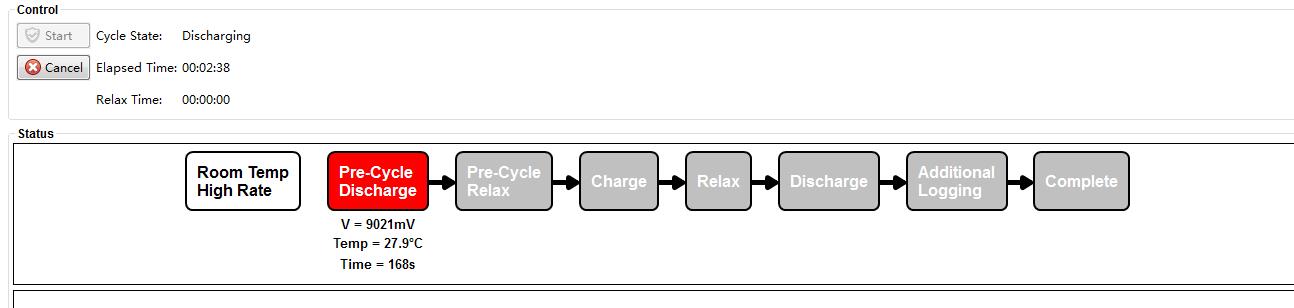 Control
Start Cycle State: Discharging
Cancel Elapsed Time: 00:02:38
Relax Time: 00:00:00
Status
Room Temp
High Rate
Pre-Cycle
Discharge
Pre-Cycle
Relax
Charge
Relax
Discharge
Additional
Logging
Complete
V = 9021mV
Temp = 27.9°C
Time = 168s